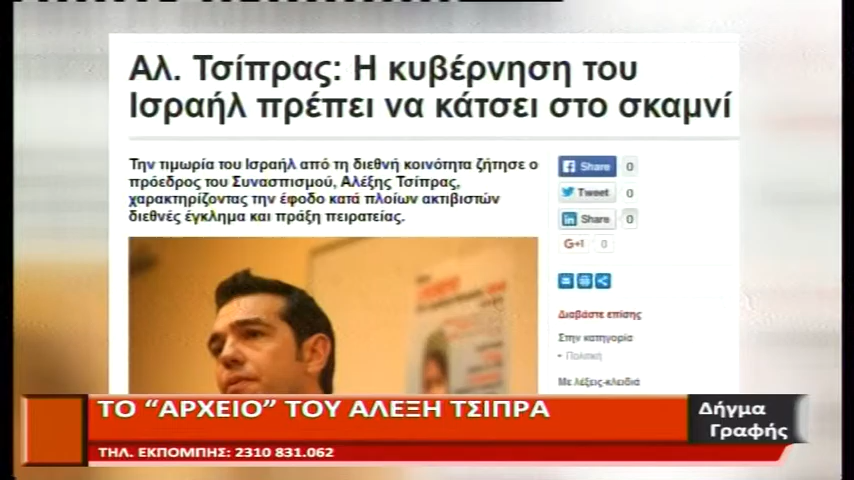 Αλ. Τσίπρας: Η κυβέρνηση του
Ισραήλ πρέπει να κάτσει στο σκαμνί
Την τιμωρία του Ισραήλ από τη διεθνή κοινότητα ζήτησε ο
πρόεδρος του Συνασπισμού, Αλέξης Τσίπρας,
χαρακτηρίζοντας την έφοδο κατά πλοίων ακτιβιστών
διεθνές έγκλημα και πράξη πειρατείας.
Share 0
Tweet 0
Share 0
G+1 0
Διαβάστε επίσης
Στην κατηγορία
• Πολιτική
Με λέξεις-κλειδιά
ΤΟ “ΑΡΧΕΙΟ” ΤΟΥ ΑΛΕΞΗ ΤΣΙΠΡΑ
Δήγμα
Γραφής
ΤΗΛ. ΕΚΠΟΜΠΗΣ: 2310 831.062